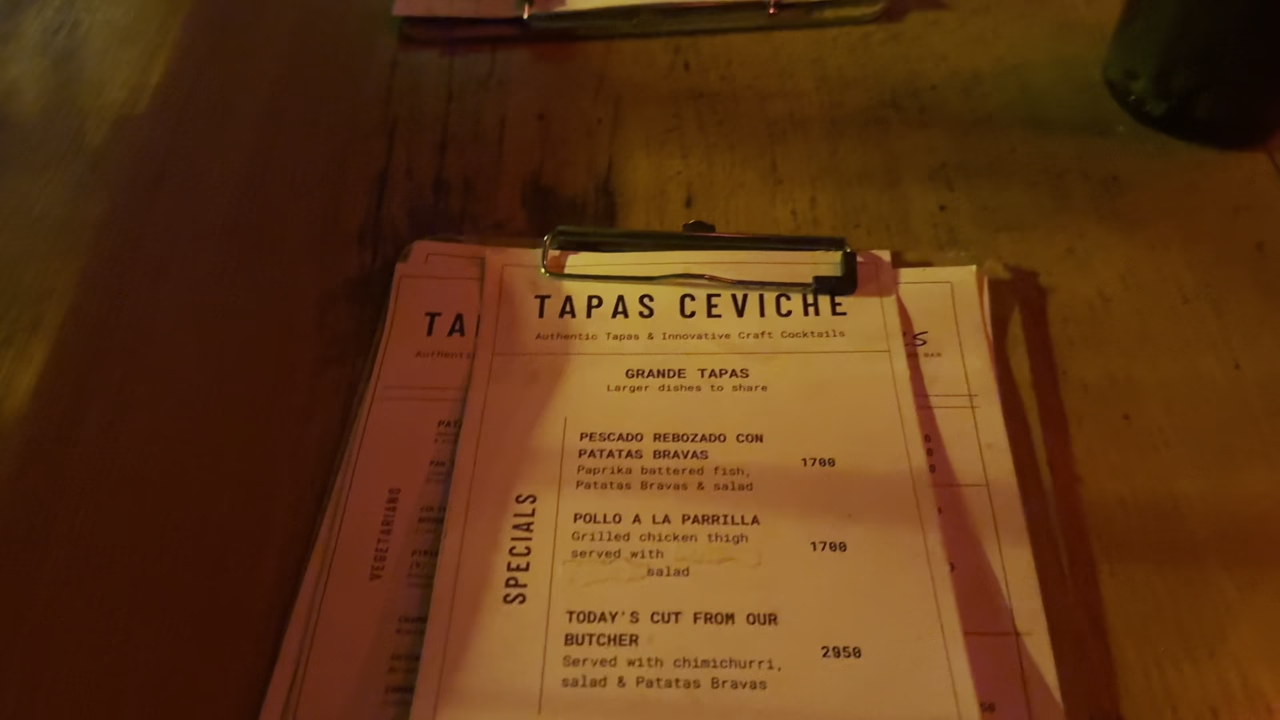 TAPAS CEVICHE
Authentic Tapas & Innovative Craft Cocktails
GRANDE TAPAS
Larger dishes to share
SPECIALS
PESCADO REBOZADO CON
PATATAS BRAVAS
1700
Paprika battered fish,
Patatas Bravas & salad
POLLO A LA PARRILLA
1700
Grilled chicken thigh
served with
salad
TODAY'S CUT FROM OUR
BUTCHER
2950
Served with chimichurri,
salad & Patatas Bravas
VEGETARIANO
BAR